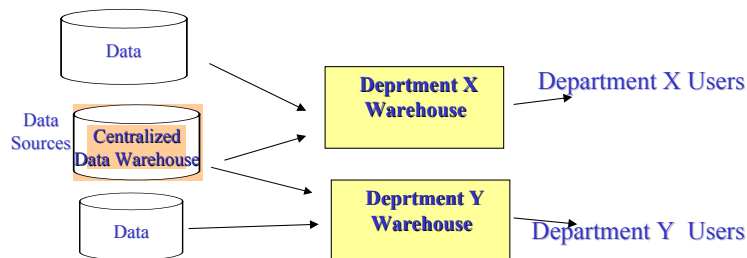 Data
Data
Sources
Centralized
Data Warehouse
Data
Deprtment X
Warehouse
Deprtment Y
Warehouse
Department X Users
Department Y Users